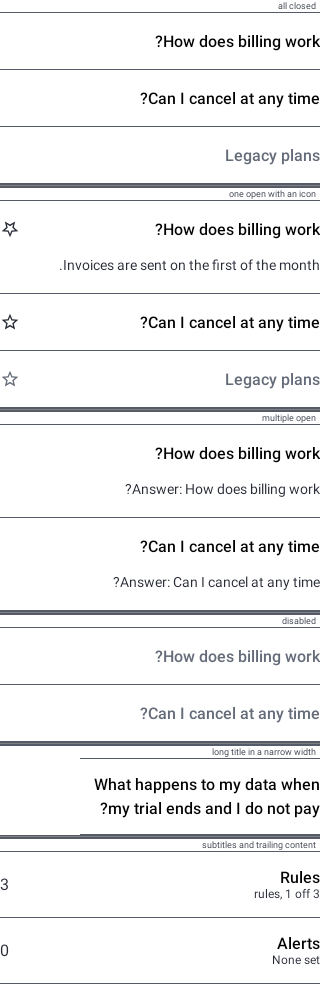 all closed
?How does billing work
?Can I cancel at any time
Legacy plans
one open with an icon
?How does billing work
.Invoices are sent on the first of the month
?Can I cancel at any time
Legacy plans
multiple open
?How does billing work
?Answer: How does billing work
?Can I cancel at any time
?Answer: Can I cancel at any time
disabled
?How does billing work
?Can I cancel at any time
long title in a narrow width
What happens to my data when
?my trial ends and I do not pay
subtitles and trailing content
Rules
rules, 1 off 3
3
Alerts
None set
0